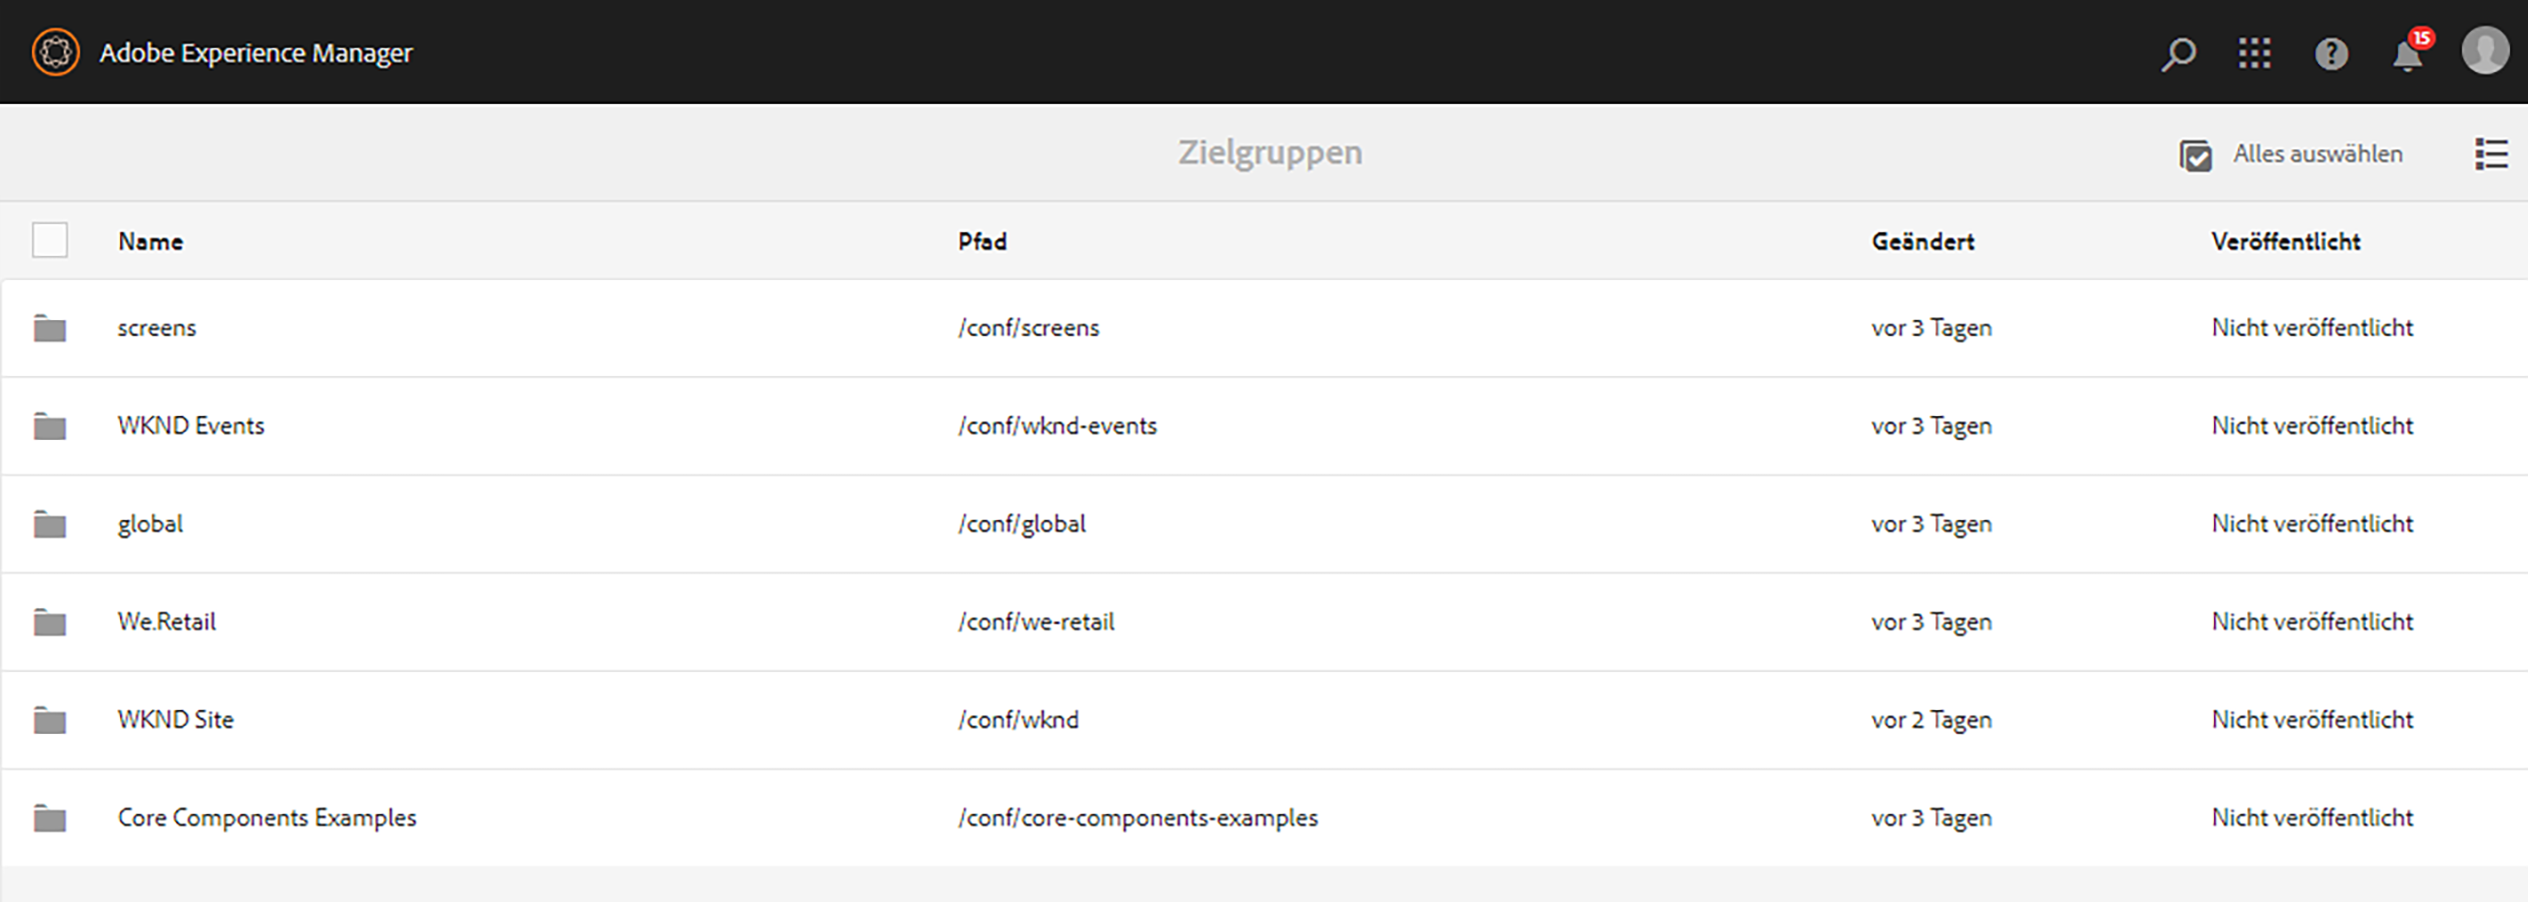 Adobe Experience Manager
15
Zielgruppen
Alles auswählen
Name Pfad Geändert Veröffentlicht
screens /conf/screens vor 3 Tagen Nicht veröffentlicht
WKND Events /conf/wknd-events vor 3 Tagen Nicht veröffentlicht
global /conf/global vor 3 Tagen Nicht veröffentlicht
We.Retail /conf/we-retail vor 3 Tagen Nicht veröffentlicht
WKND Site /conf/wknd vor 2 Tagen Nicht veröffentlicht
Core Components Examples /conf/core-components-examples vor 3 Tagen Nicht veröffentlicht